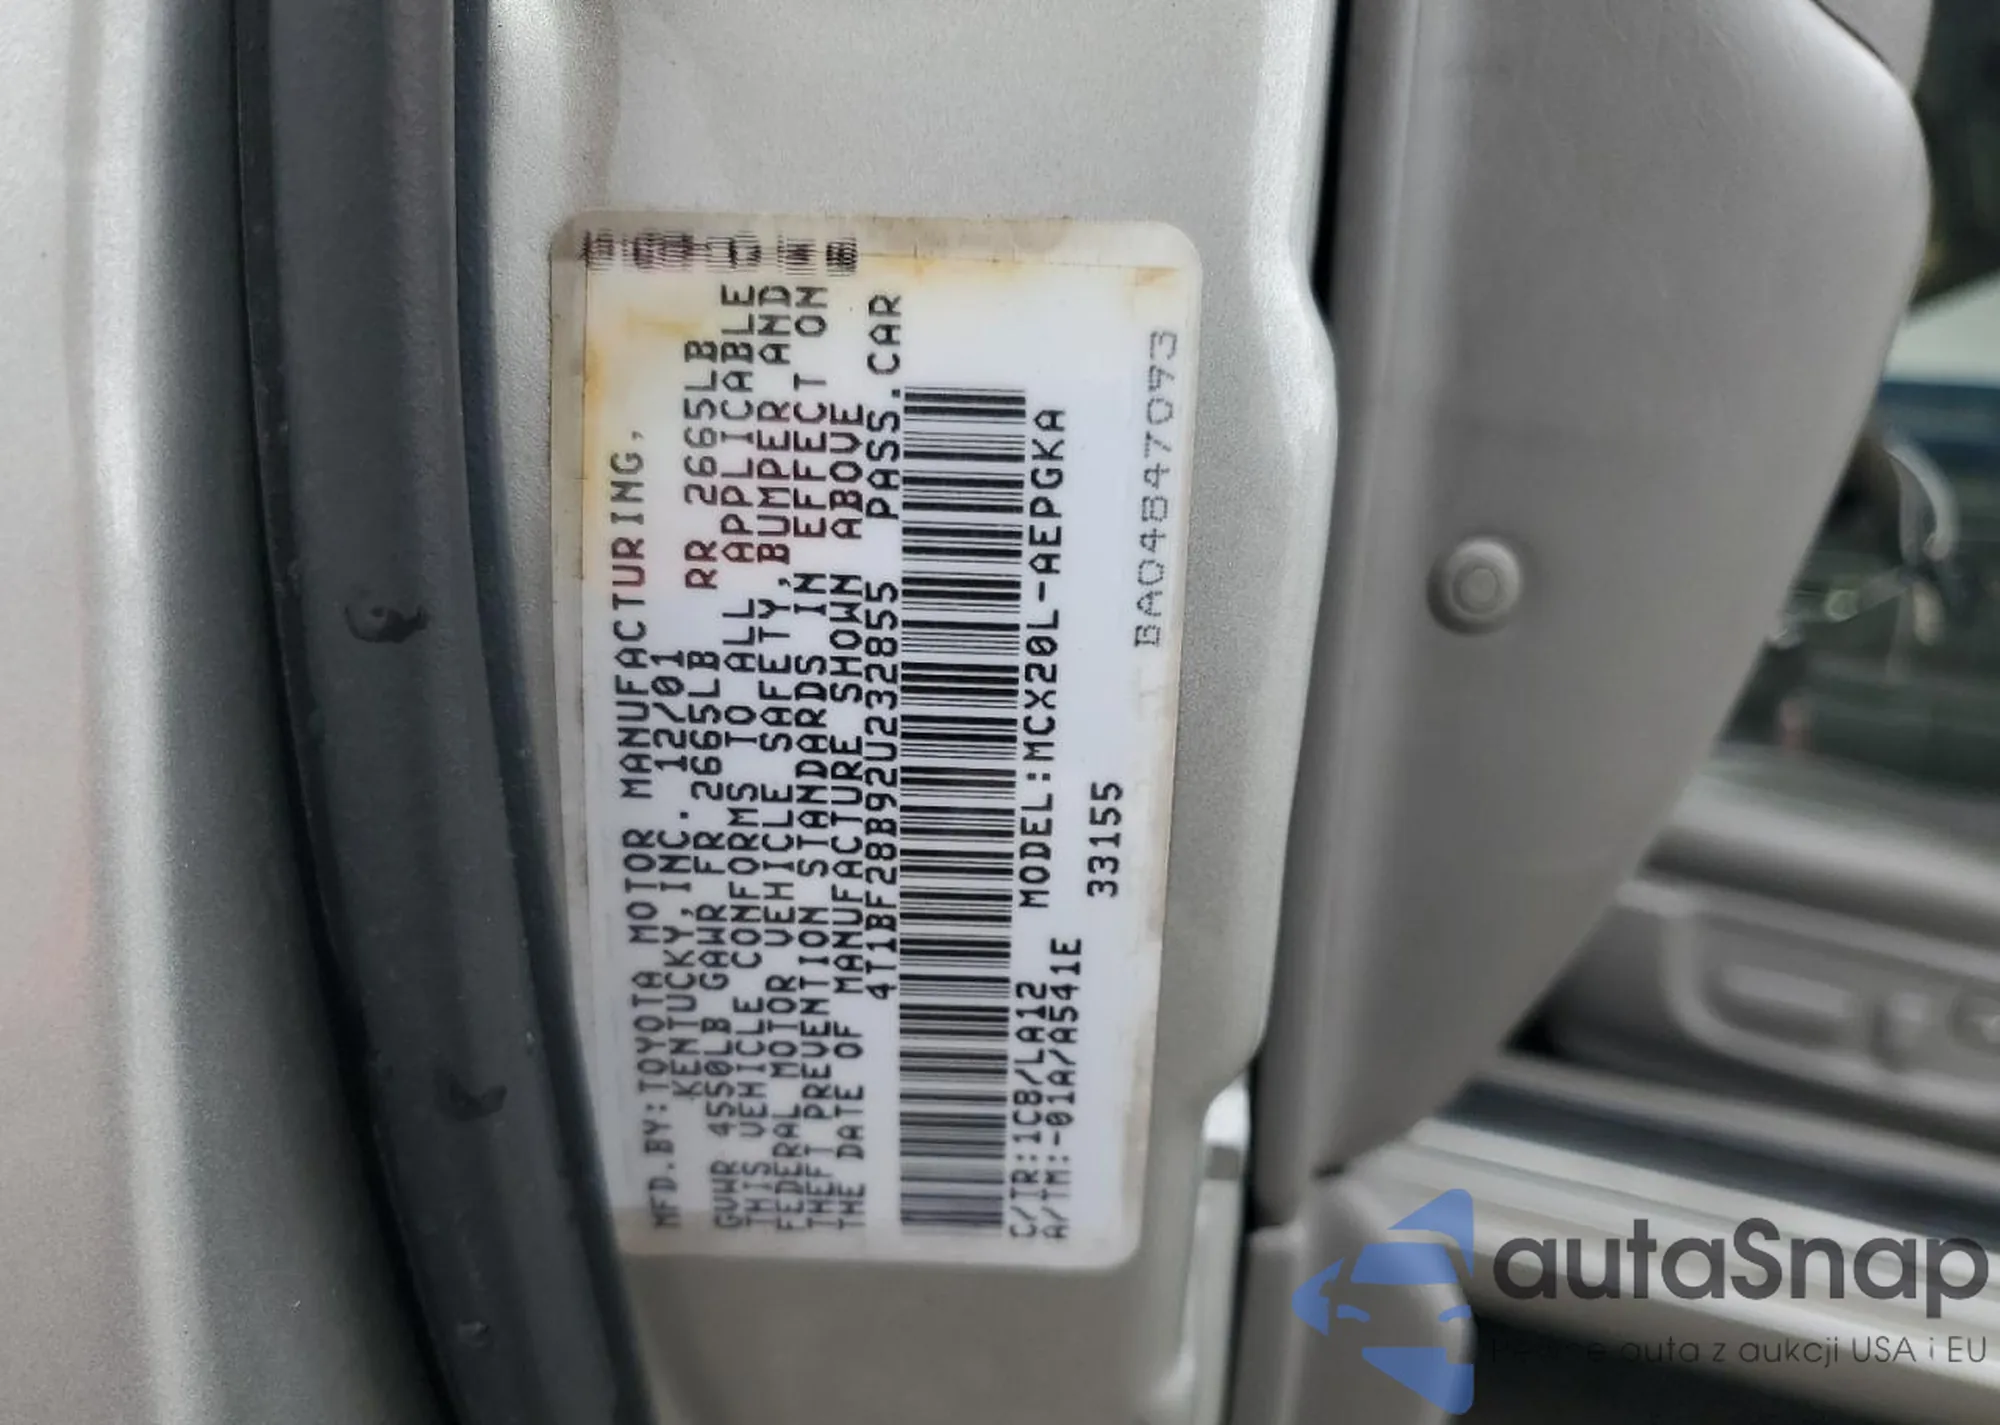 MFD.BY:TOYOTA MOTOR MANUFACTURING,
KENTUCKY,INC. 12/01
GVWR 4550LB GAWR FR 2665LB RR 2665LB
THIS VEHICLE CONFORMS TO ALL APPLICABLE
FEDERAL MOTOR VEHICLE SAFETY,BUMPER AND
THEFT PREVENTION STANDARDS IN EFFECT ON
THE DATE OF MANUFACTURE SHOWN ABOVE
4T1BF28B92U232855 PASS.CAR
C/TR:1C8/LA12 MODEL:MCX20L-AEPGKA
A/TM:-01A/A541E 33155
BA04847093
autaSnap
auta z aukcji USA i EU